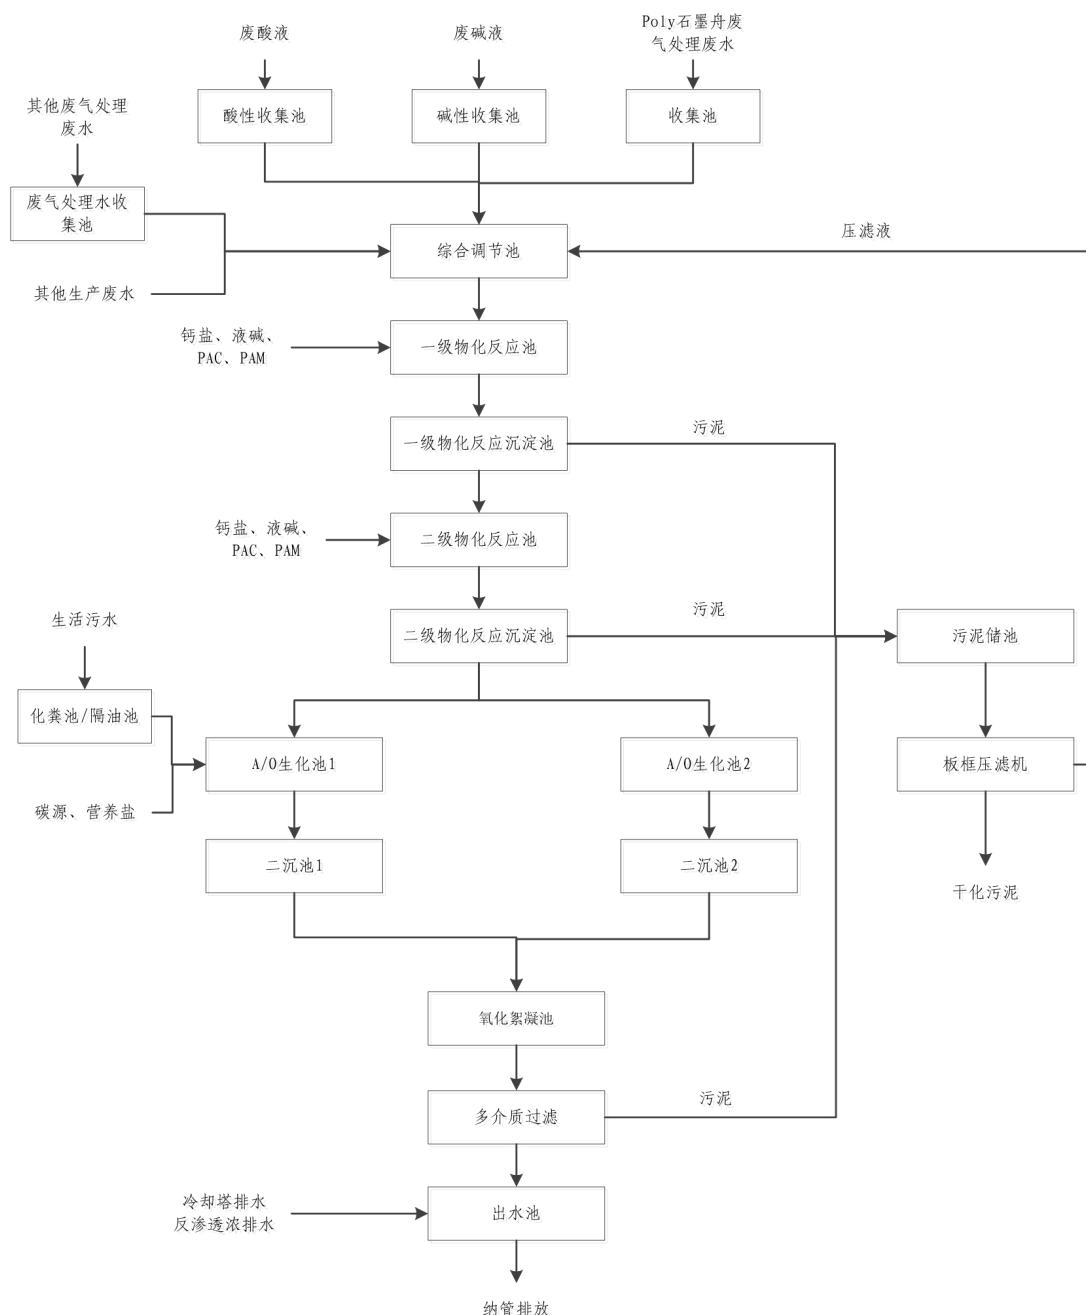 废酸液
废碱液
Poly石墨舟废
气处理废水
酸性收集池
碱性收集池
收集池
其他废气处理
废水
废气处理水收
集池
综合调节池
压滤液
其他生产废水
钙盐、液碱、
PAC、PAM
一级物化反应池
一级物化反应沉淀池
污泥
钙盐、液碱、
PAC、PAM
二级物化反应池
生活污水
二级物化反应沉淀池
污泥
污泥储池
化粪池/隔油池
A/O生化池1
A/O生化池2
板框压滤机
碳源、营养盐
二沉池1
二沉池2
干化污泥
氧化絮凝池
多介质过滤
污泥
冷却塔排水
反渗透浓排水
出水池
纳管排放